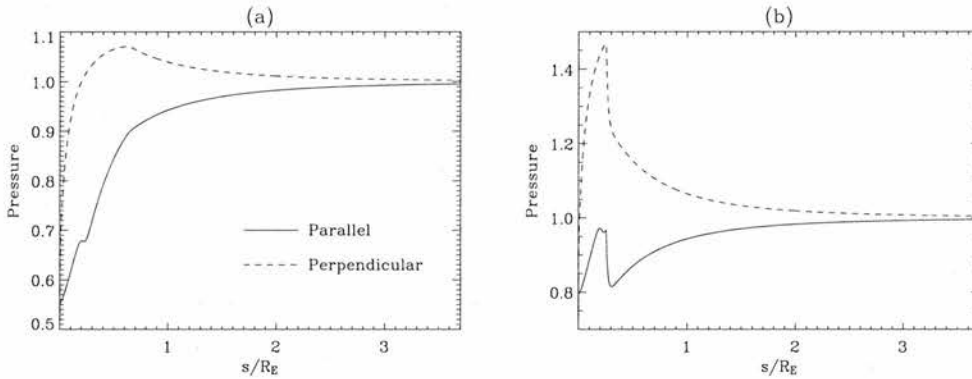 (a)
1.1
1.0
0.9
0.8
0.7
0.6
0.5
Pressure
Parallel
Perpendicular
1
2
3
s/R_E
(b)
1.4
1.2
1.0
0.8
Pressure
1
2
3
s/R_E